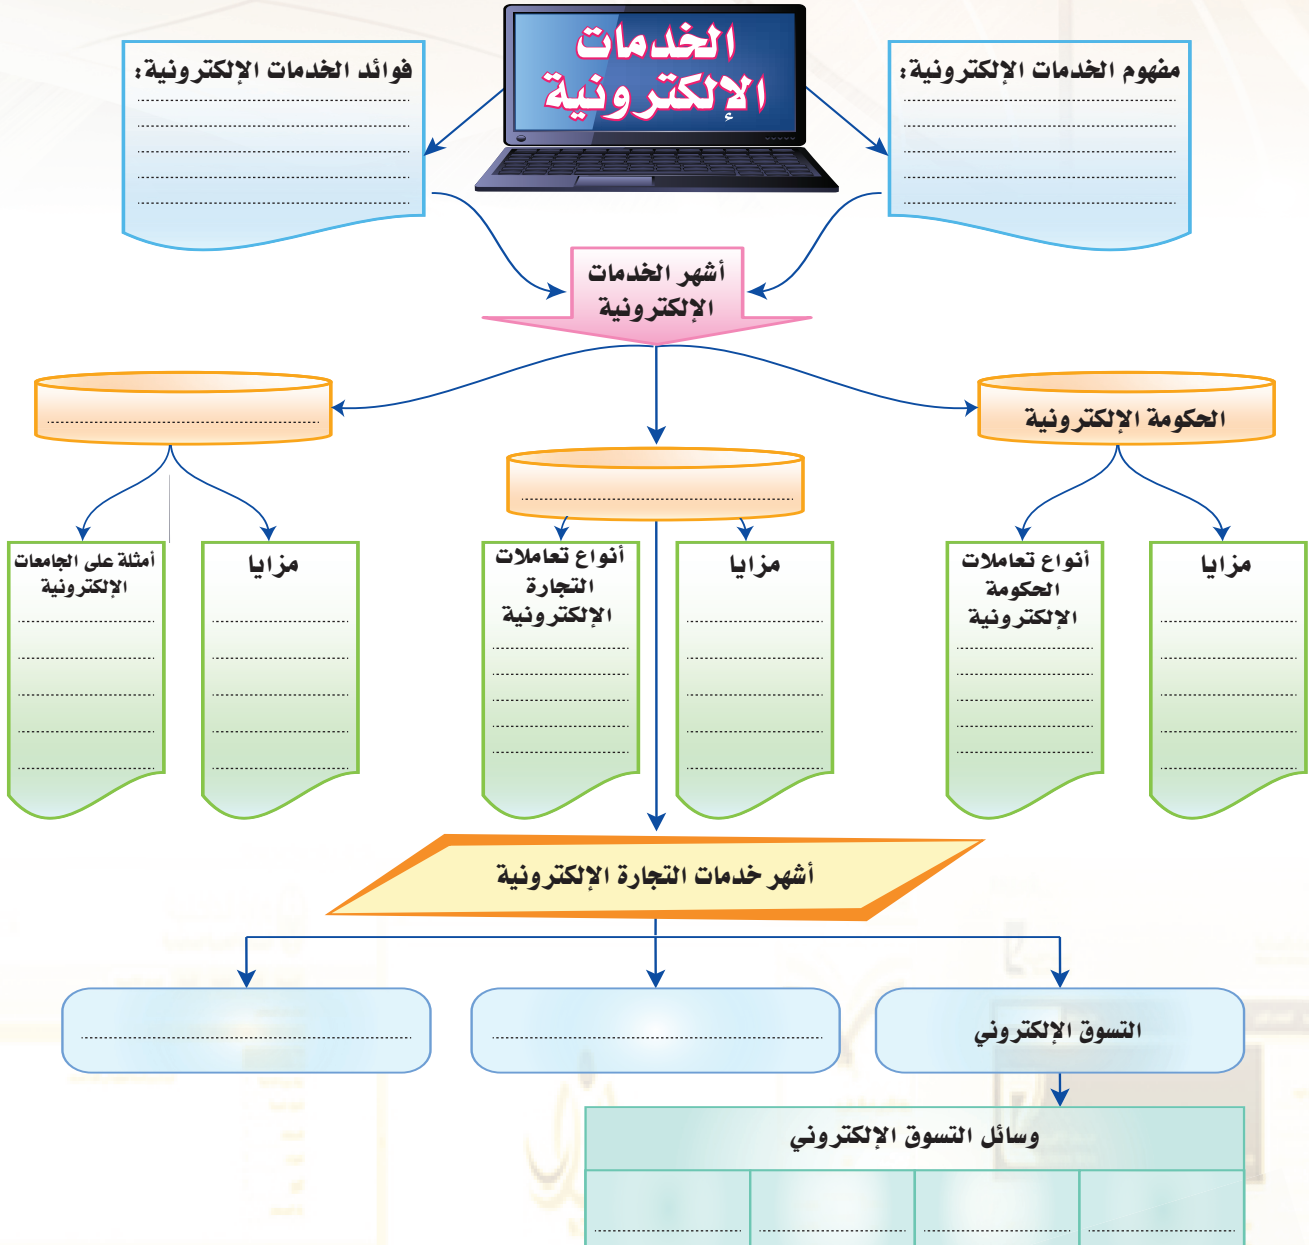 الخدمات
الإلكترونية
مفهوم الخدمات الإلكترونية:
فوائد الخدمات الإلكترونية:
أشهر الخدمات
الإلكترونية
الحكومة الإلكترونية
مزايا
أنواع تعاملات
الحكومة
الإلكترونية
مزايا
أنواع تعاملات
التجارة
الإلكترونية
مزايا
أمثلة على الجامعات
الإلكترونية
أشهر خدمات التجارة الإلكترونية
التسوق الإلكتروني
وسائل التسوق الإلكتروني